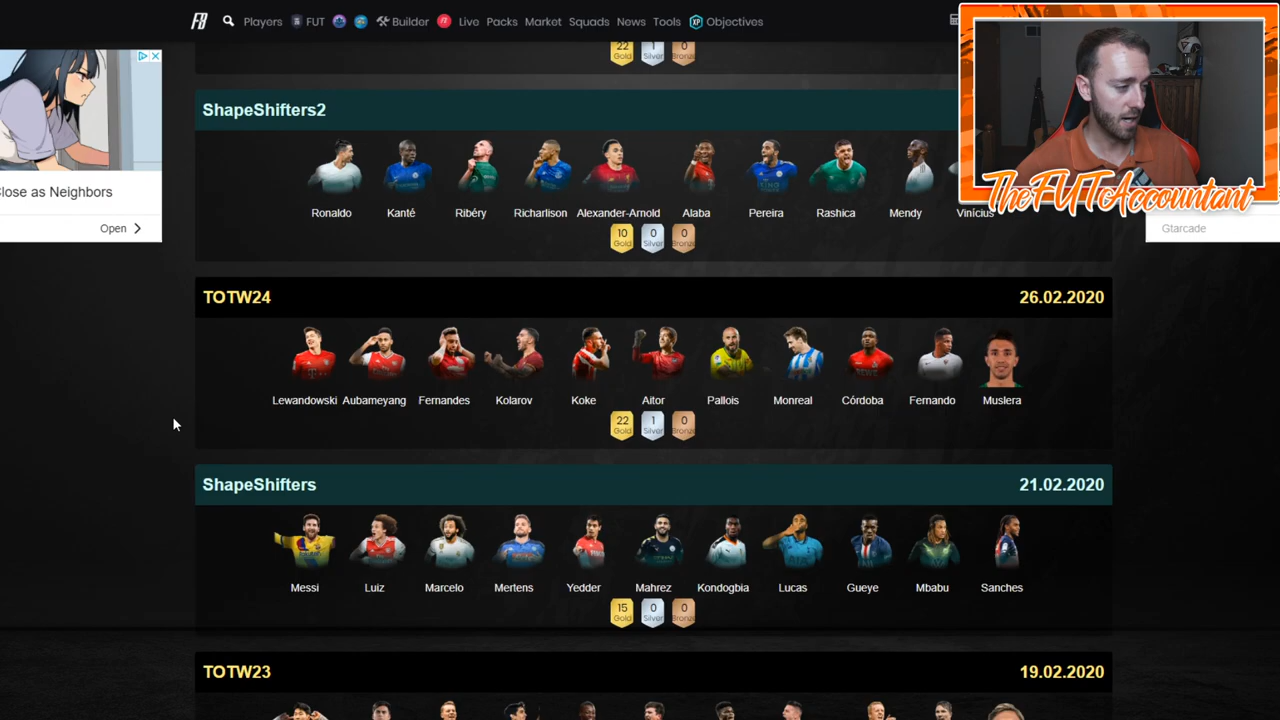 FB Players FUT Builder Live Packs Market Squads News Tools XP Objectives
22 Gold 1 Silver 0 Bronze
ShapeShifters2
Ronaldo Kanté Ribéry Richarlison Alexander-Arnold Alaba Pereira Rashica Mendy Vinícius
10 Gold 0 Silver 0 Bronze
TOTW24 26.02.2020
Lewandowski Aubameyang Fernandes Kolarov Koke Aitor Pallois Monreal Córdoba Fernando Muslera
22 Gold 1 Silver 0 Bronze
ShapeShifters 21.02.2020
Messi Luiz Marcelo Mertens Yedder Mahrez Kondogbia Lucas Gueye Mbabu Sanches
15 Gold 0 Silver 0 Bronze
TOTW23 19.02.2020
Close as Neighbors
Open
TheFUTAccountant
Gtarcade